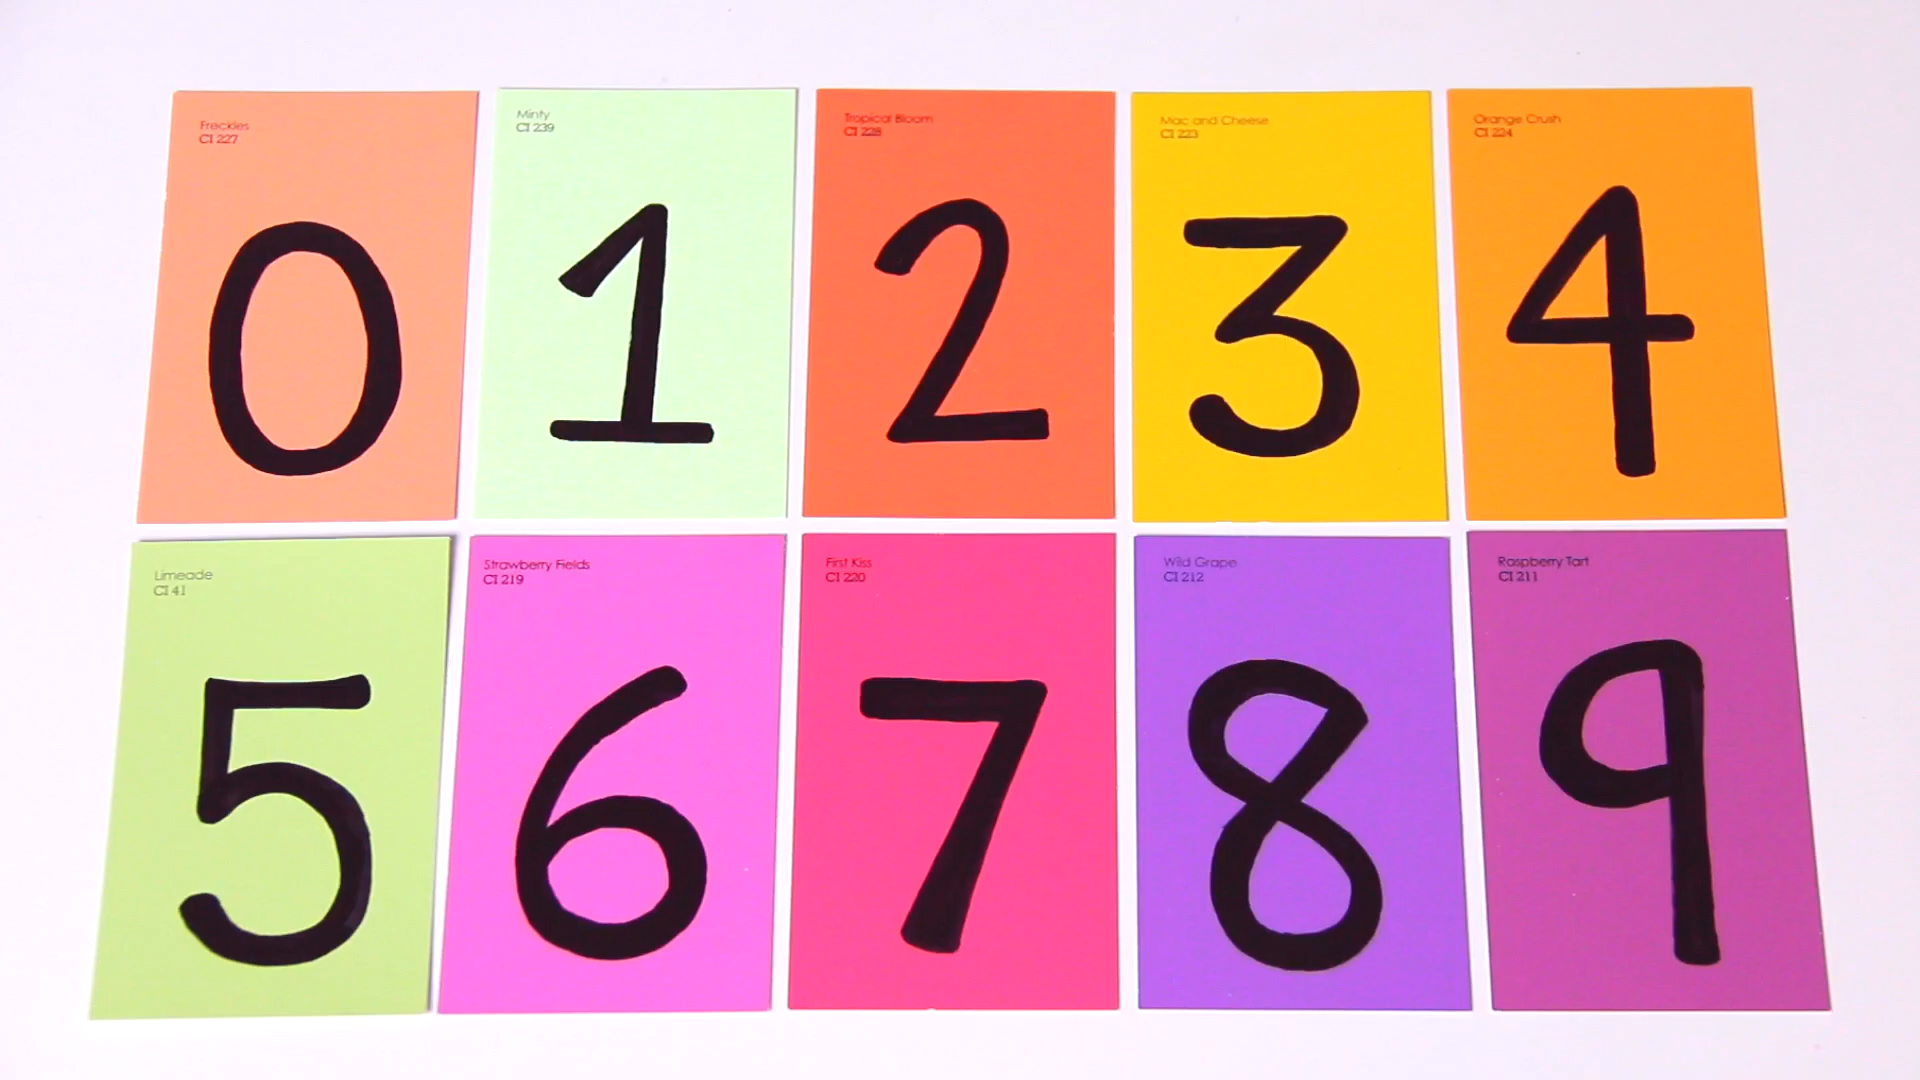 Freckles
CI 227
0
Minty
CI 239
1
Tropical Bloom
CI 228
2
Mac and Cheese
CI 223
3
Orange Crush
CI 224
4
Limeade
CI 41
5
Strawberry Fields
CI 219
6
First Kiss
CI 220
7
Wild Grape
CI 212
8
Raspberry Tart
CI 211
9